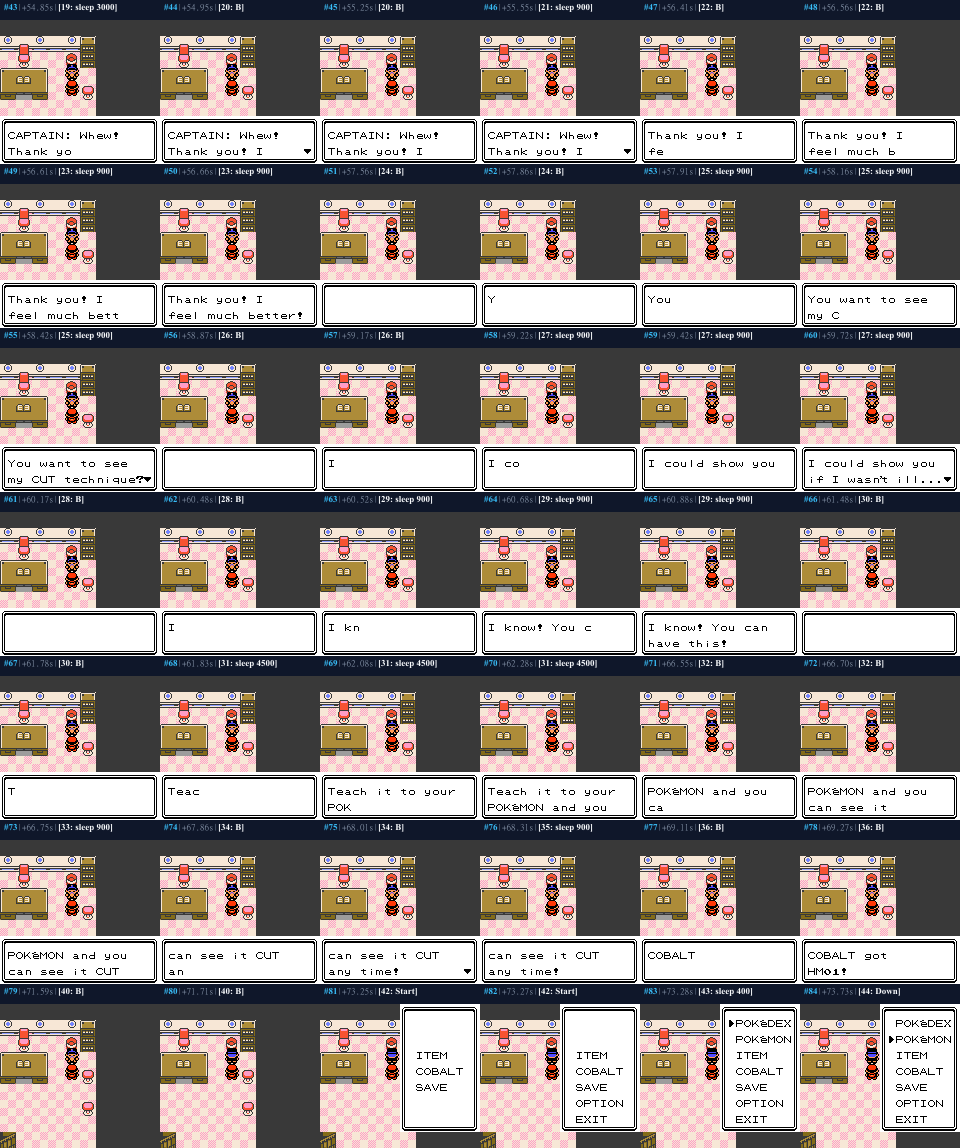 #43|+54.85s|[19: sleep 3000] #44|+54.95s|[20: B] #45|+55.25s|[20: B] #46|+55.55s|[21: sleep 900] #47|+56.41s|[22: B] #48|+56.56s|[22: B]
CAPTAIN: Whew! CAPTAIN: Whew! CAPTAIN: Whew! CAPTAIN: Whew! Thank you! I Thank you! I
Thank yo Thank you! I Thank you! I Thank you! I fe feel much b
#49|+56.61s|[23: sleep 900] #50|+56.66s|[23: sleep 900] #51|+57.56s|[24: B] #52|+57.86s|[24: B] #53|+57.91s|[25: sleep 900] #54|+58.16s|[25: sleep 900]
Thank you! I Thank you! I Y You You want to see
feel much bett feel much better! my C
#55|+58.42s|[25: sleep 900] #56|+58.87s|[26: B] #57|+59.17s|[26: B] #58|+59.22s|[27: sleep 900] #59|+59.42s|[27: sleep 900] #60|+59.72s|[27: sleep 900]
You want to see I I co I could show you I could show you
my CUT technique? if I wasn't ill...
#61|+60.17s|[28: B] #62|+60.48s|[28: B] #63|+60.52s|[29: sleep 900] #64|+60.68s|[29: sleep 900] #65|+60.88s|[29: sleep 900] #66|+61.48s|[30: B]
I I kn I know! You c I know! You can
have this!
#67|+61.78s|[30: B] #68|+61.83s|[31: sleep 4500] #69|+62.08s|[31: sleep 4500] #70|+62.28s|[31: sleep 4500] #71|+66.55s|[32: B] #72|+66.70s|[32: B]
T Teac Teach it to your Teach it to your POKéMON and you POKéMON and you
POK POKéMON and you ca can see it
#73|+66.75s|[33: sleep 900] #74|+67.86s|[34: B] #75|+68.01s|[34: B] #76|+68.31s|[35: sleep 900] #77|+69.11s|[36: B] #78|+69.27s|[36: B]
POKéMON and you can see it CUT can see it CUT can see it CUT COBALT COBALT got
can see it CUT an any time! any time! HM01!
#79|+71.59s|[40: B] #80|+71.71s|[40: B] #81|+73.25s|[42: Start] #82|+73.27s|[42: Start] #83|+73.28s|[43: sleep 400] #84|+74.73s|[44: Down]
POKéDEX POKéDEX
POKéMON POKéMON
ITEM ITEM ITEM ITEM
COBALT COBALT COBALT COBALT
SAVE SAVE SAVE SAVE
OPTION OPTION OPTION
EXIT EXIT EXIT